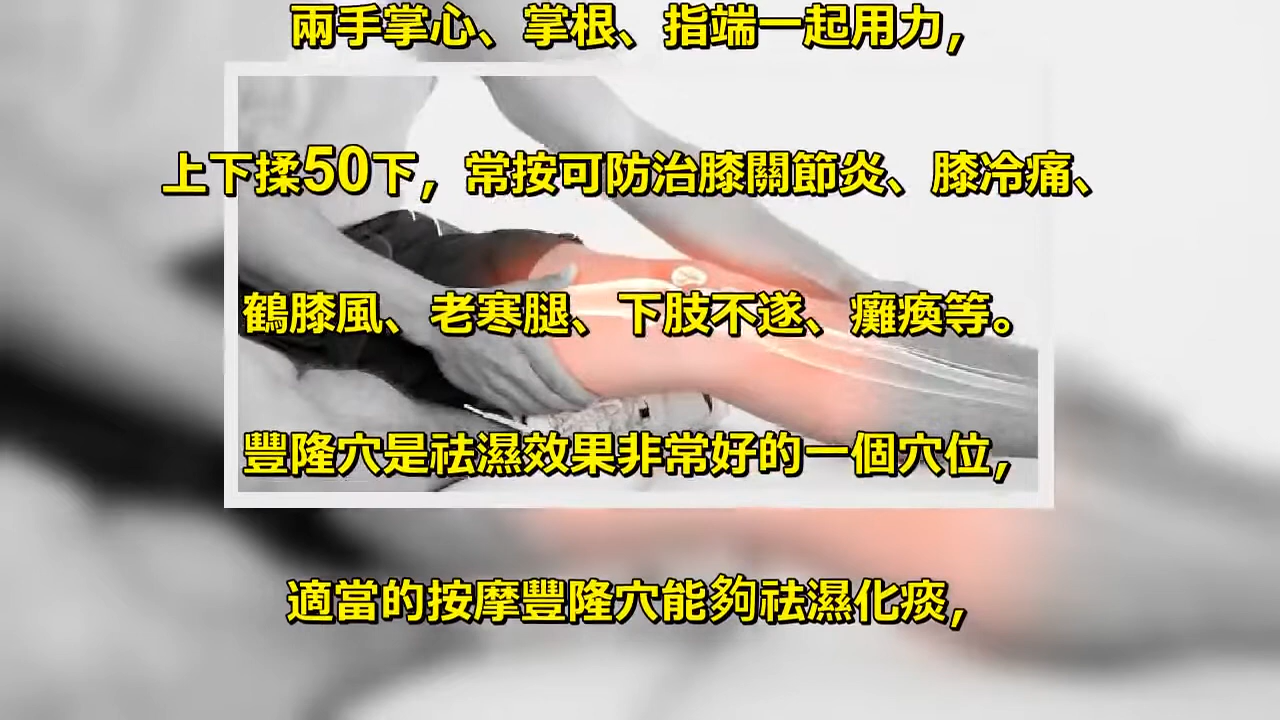 兩手掌心、掌根、指端一起用力，
上下揉50下，常按可防治膝關節炎、膝冷痛、
鶴膝風、老寒腿、下肢不遂、癱瘓等。
豐隆穴是祛濕效果非常好的一個穴位，
適當的按摩豐隆穴能夠祛濕化痰，